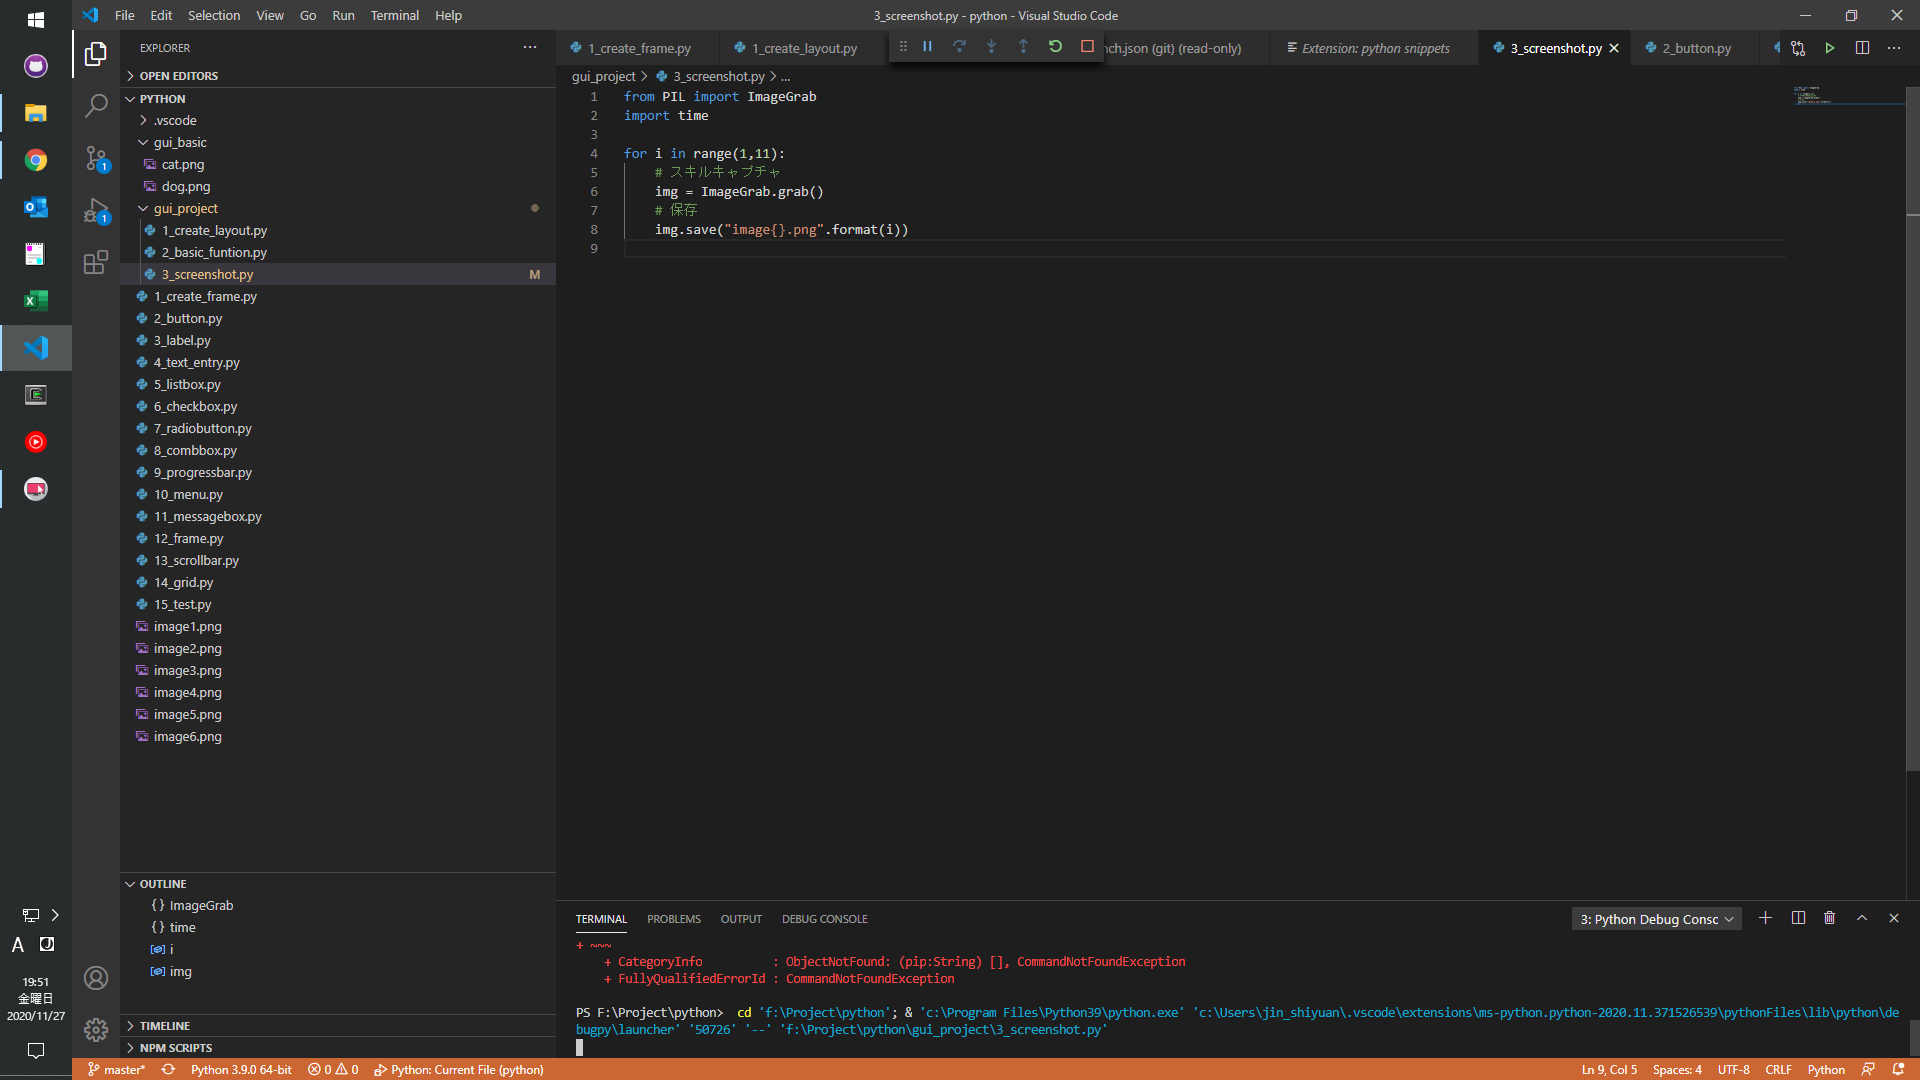 File Edit Selection View Go Run Terminal Help
3_screenshot.py - python - Visual Studio Code
EXPLORER
OPEN EDITORS
PYTHON
.vscode
gui_basic
cat.png
dog.png
gui_project
1_create_layout.py
2_basic_funtion.py
3_screenshot.py M
1_create_frame.py
2_button.py
3_label.py
4_text_entry.py
5_listbox.py
6_checkbox.py
7_radiobutton.py
8_combbox.py
9_progressbar.py
10_menu.py
11_messagebox.py
12_frame.py
13_scrollbar.py
14_grid.py
15_test.py
image1.png
image2.png
image3.png
image4.png
image5.png
image6.png
OUTLINE
{} ImageGrab
{} time
i
img
TIMELINE
NPM SCRIPTS
1
1
A J
19:51
金曜日
2020/11/27
1_create_frame.py 1_create_layout.py nch.json (git) (read-only) Extension: python snippets 3_screenshot.py 2_button.py
gui_project > 3_screenshot.py > ...
1 from PIL import ImageGrab
2 import time
3
4 for i in range(1,11):
5 # スキルキャプチャ
6 img = ImageGrab.grab()
7 # 保存
8 img.save("image{}.png".format(i))
9
TERMINAL PROBLEMS OUTPUT DEBUG CONSOLE
3: Python Debug Consc
+ ~~~
+ CategoryInfo : ObjectNotFound: (pip:String) [], CommandNotFoundException
+ FullyQualifiedErrorId : CommandNotFoundException
PS F:\Project\python> cd 'f:\Project\python'; & 'c:\Program Files\Python39\python.exe' 'c:\Users\jin_shiyuan\.vscode\extensions\ms-python.python-2020.11.371526539\pythonFiles\lib\python\de
bugpy\launcher' '50726' '--' 'f:\Project\python\gui_project\3_screenshot.py'
master* Python 3.9.0 64-bit 0 0 Python: Current File (python) Ln 9, Col 5 Spaces: 4 UTF-8 CRLF Python